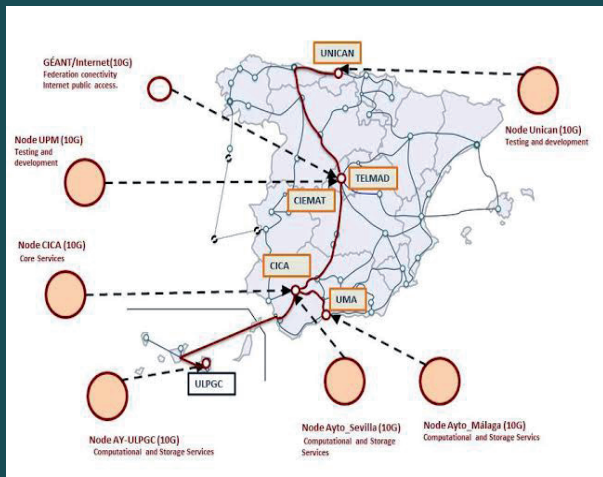 UNICAN
GÉANT/Internet(10G)
Federation conectivity
Internet public access.
Node Unican (10G)
Testing and development
Node UPM (10G)
Testing and
development
TELMAD
CIEMAT
Node CICA (10G)
Core Services
CICA
UMA
ULPGC
Node AY-ULPGC (10G)
Computational and Storage Services
Node Ayto_Sevilla (10G)
Computational and Storage
Services
Node Ayto_Málaga (10G)
Computational and Storage Servics